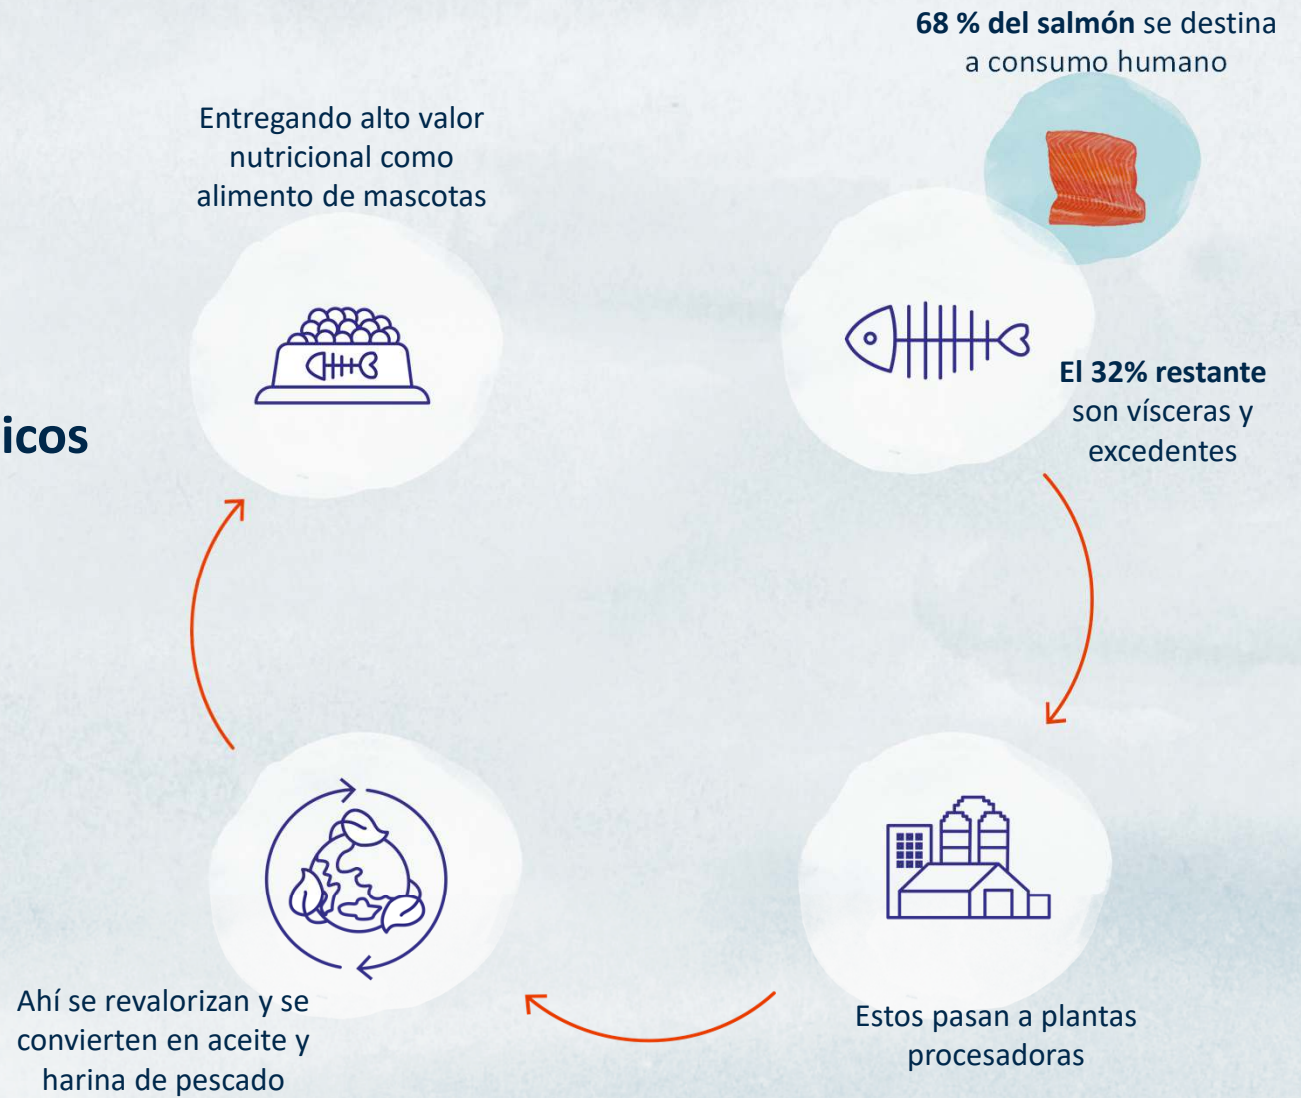 68 % del salmón se destina
a consumo humano
Entregando alto valor
nutricional como
alimento de mascotas
El 32% restante
son vísceras y
excedentes
icos
Estos pasan a plantas
procesadoras
Ahí se revalorizan y se
convierten en aceite y
harina de pescado